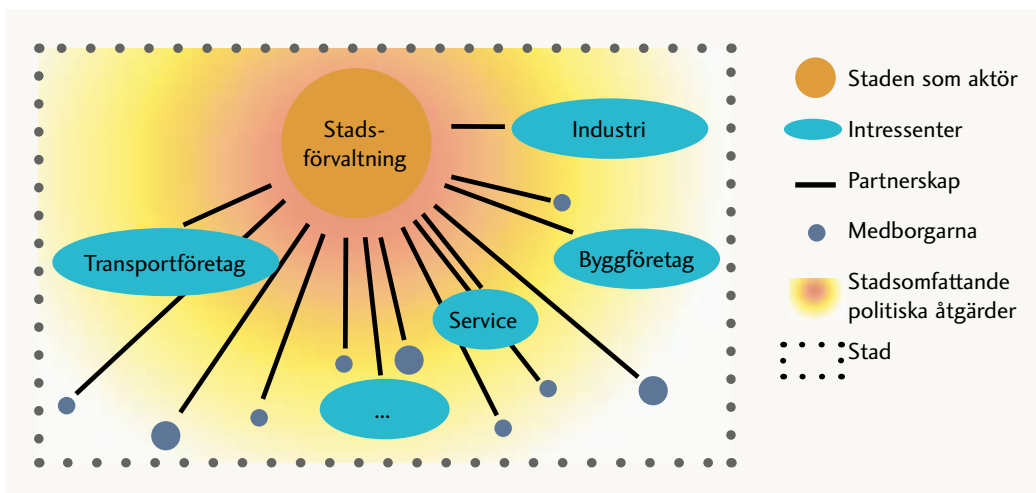 Stads-
förvaltning
Industri
Transportföretag
Byggföretag
Service
...
Staden som aktör
Intressenter
Partnerskap
Medborgarna
Stadsomfattande
politiska åtgärder
Stad